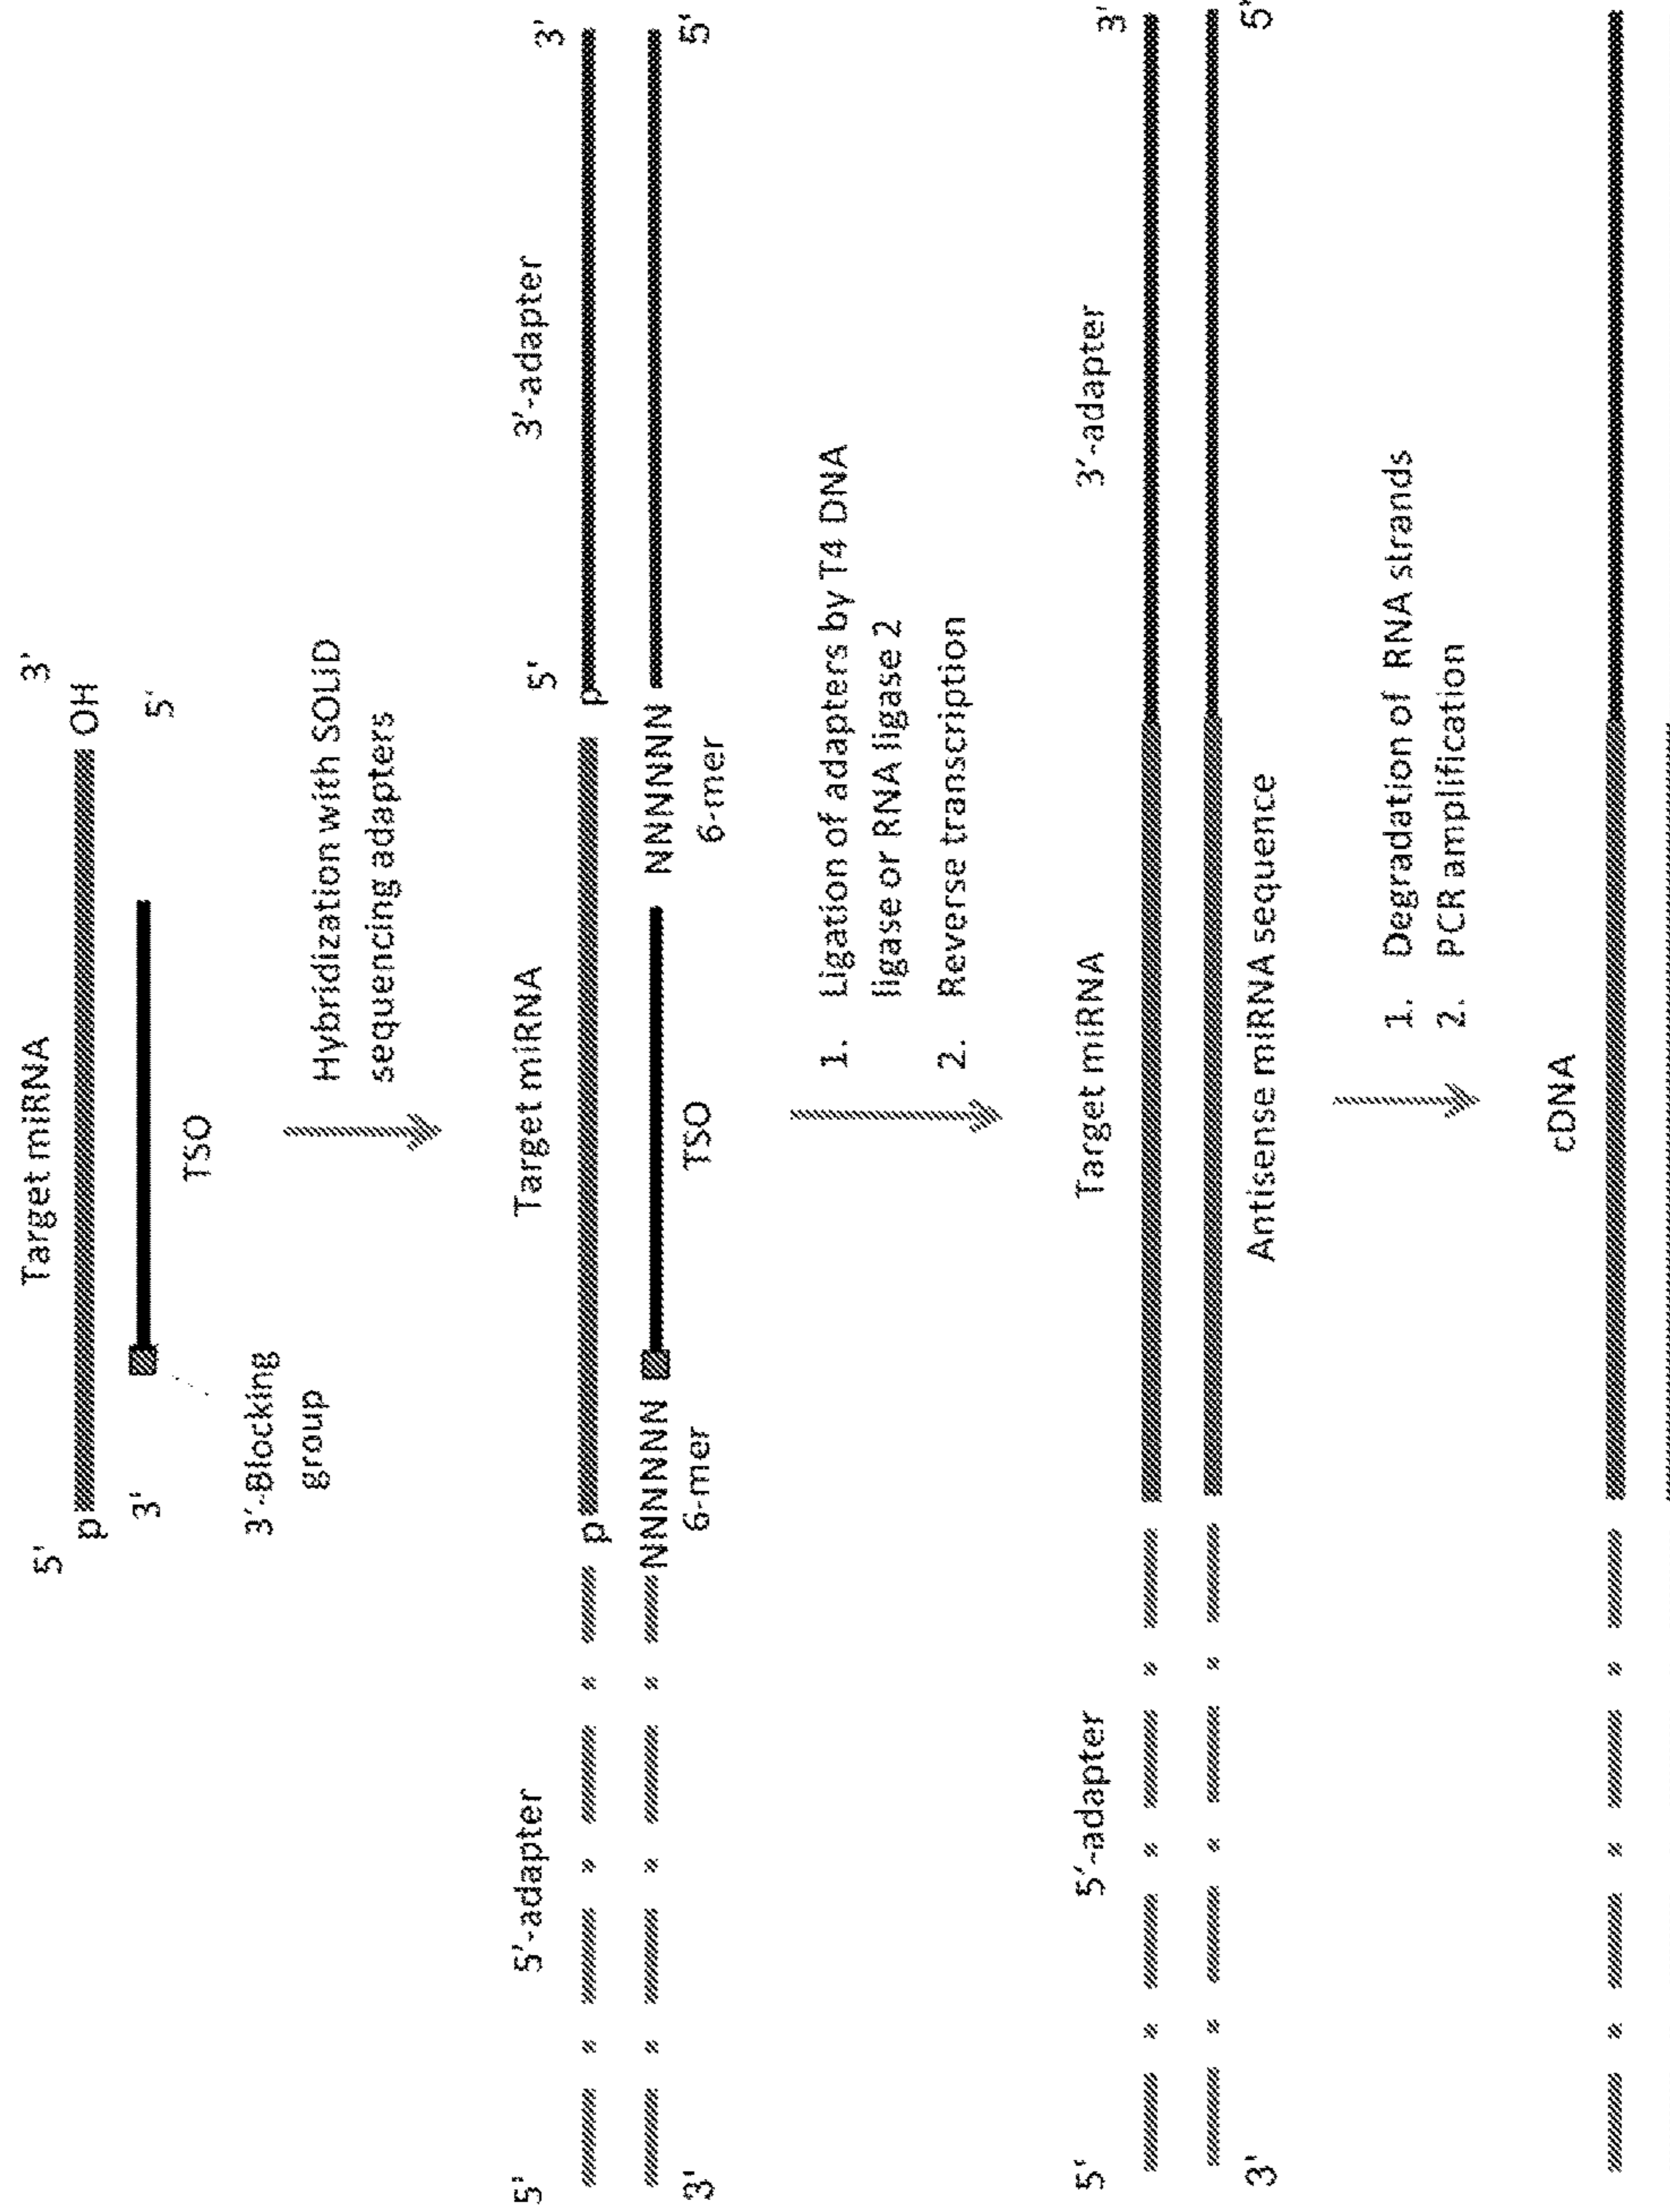 Target miRNA
5'
3'
p
OH
3'
5'
TSO
3'-Blocking
group
Hybridization with SOLiD
sequencing adapters
5'-adapter
Target miRNA
3'-adapter
5'
5'
3'
p
p
NNNNNN
NNNNNN
3'
6-mer
TSO
6-mer
5'
1. Ligation of adapters by T4 DNA
ligase or RNA ligase 2
2. Reverse transcription
5'
5'-adapter
Target miRNA
3'-adapter
3'
3'
Antisense miRNA sequence
5'
1. Degradation of RNA strands
2. PCR amplification
cDNA